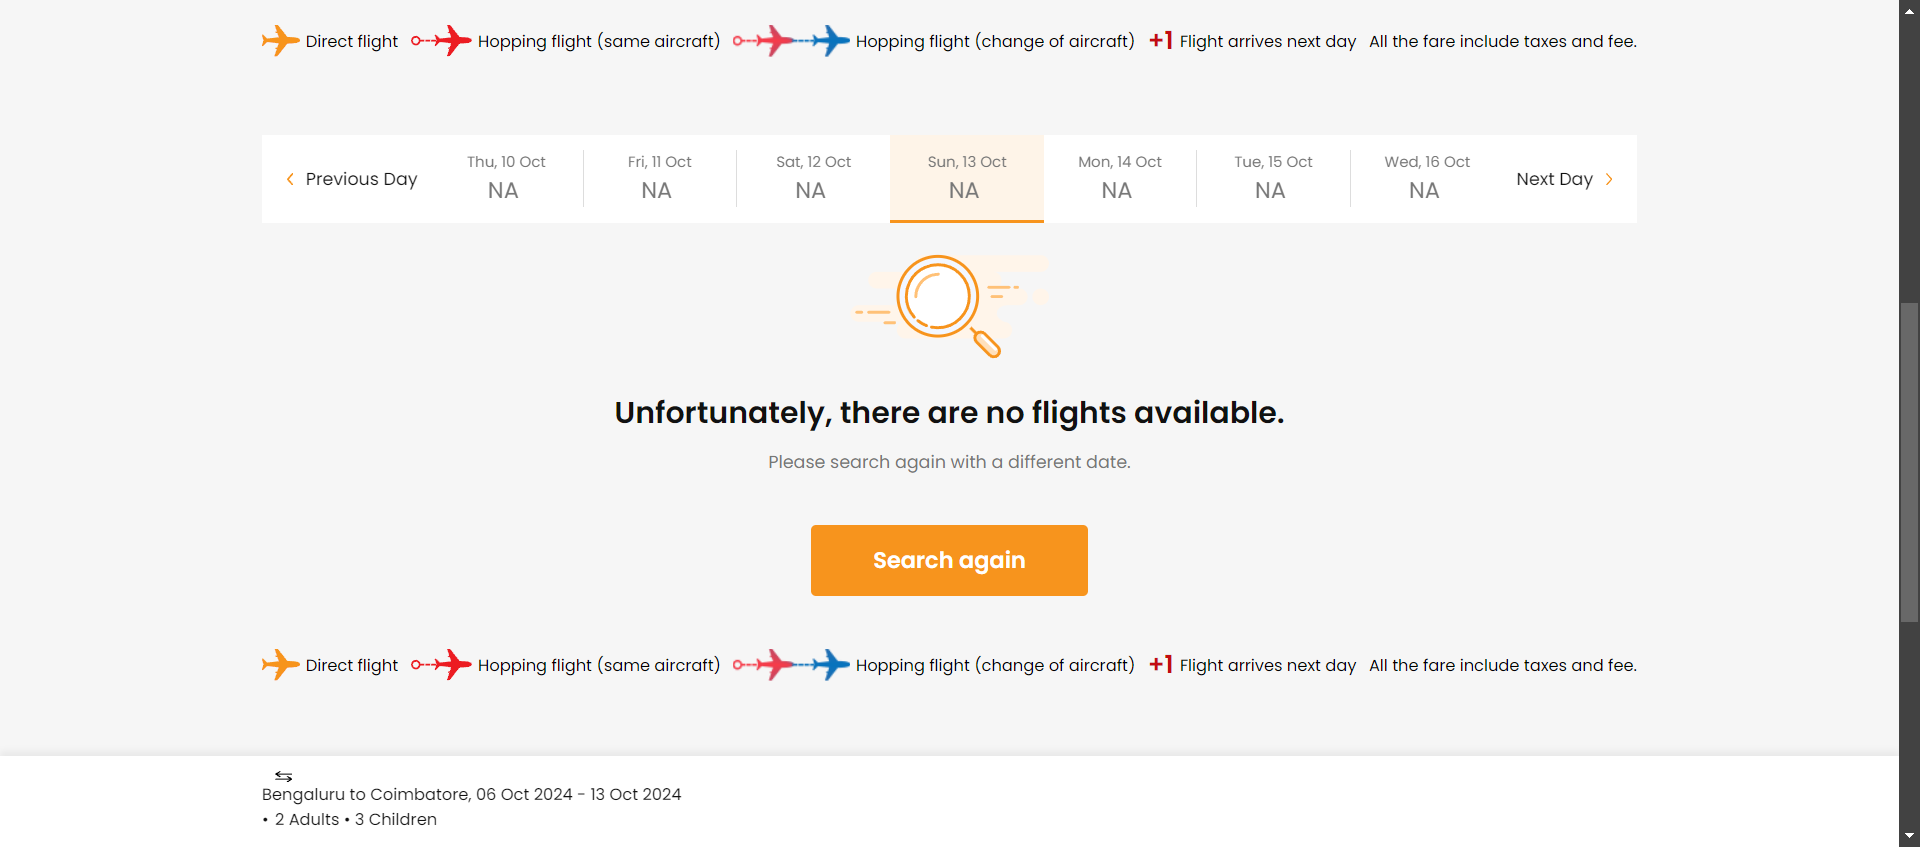 Direct flight Hopping flight (same aircraft) Hopping flight (change of aircraft) +1 Flight arrives next day All the fare include taxes and fee.
Previous Day
Thu, 10 Oct
NA
Fri, 11 Oct
NA
Sat, 12 Oct
NA
Sun, 13 Oct
NA
Mon, 14 Oct
NA
Tue, 15 Oct
NA
Wed, 16 Oct
NA
Next Day
Unfortunately, there are no flights available.
Please search again with a different date.
Search again
Direct flight Hopping flight (same aircraft) Hopping flight (change of aircraft) +1 Flight arrives next day All the fare include taxes and fee.
Bengaluru to Coimbatore, 06 Oct 2024 - 13 Oct 2024
• 2 Adults • 3 Children